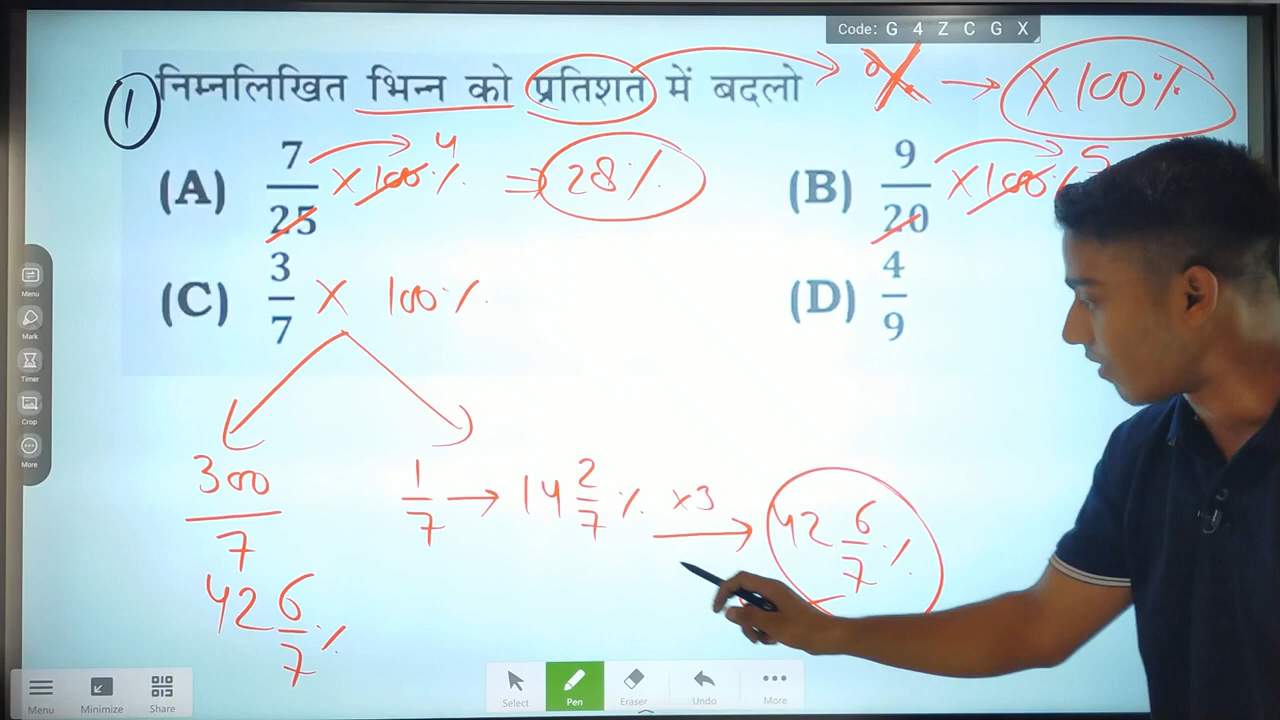 Code: G 4 Z C G X
1 निम्नलिखित भिन्न को प्रतिशत में बदलो → % → × 100%
(A) 7/25 × 100% 4 ⇒ 28%
(B) 9/20 × 100% 5
(C) 3/7 × 100%
(D) 4/9
300/7
1/7 → 14 2/7 % ×3 → 42 6/7 %
42 6/7 %
Menu
Mark
Timer
Crop
More
Menu
Minimize
Share
Select
Pen
Eraser
Undo
More